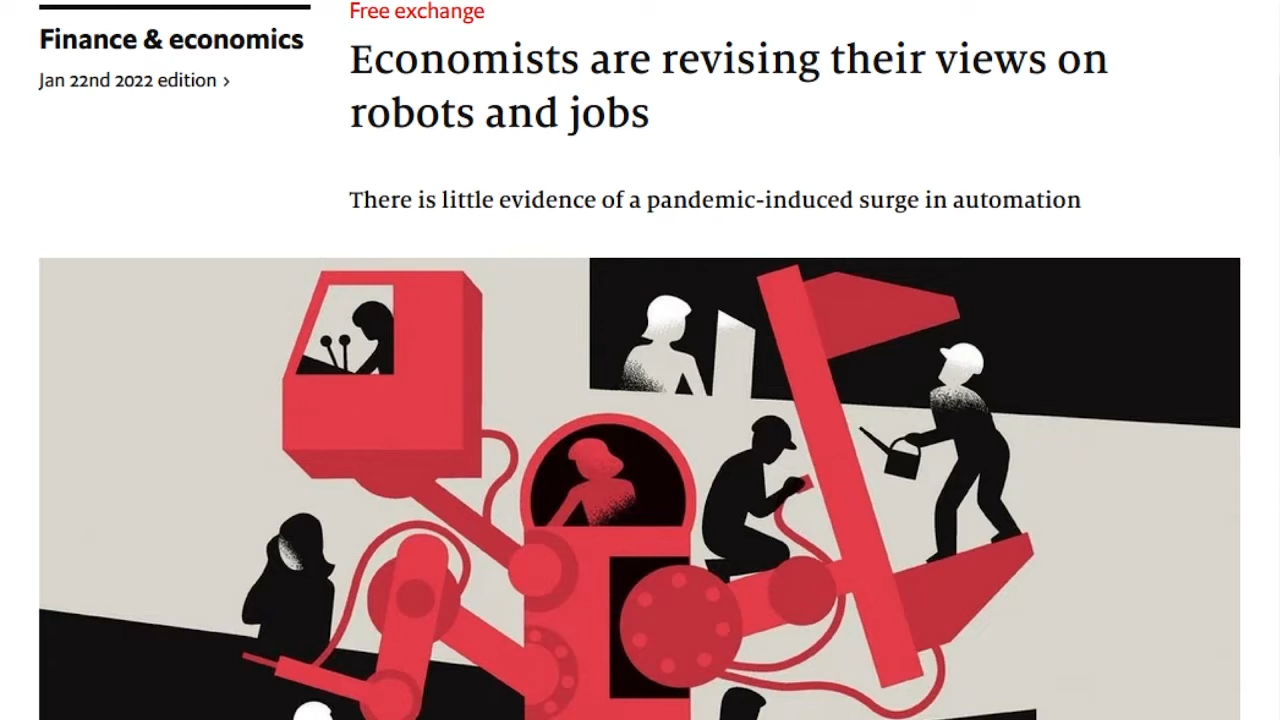 Finance & economics
Jan 22nd 2022 edition >
Free exchange
Economists are revising their views on
robots and jobs
There is little evidence of a pandemic-induced surge in automation